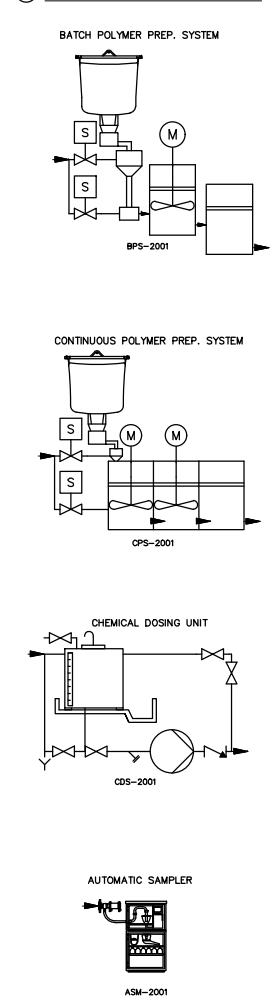 BATCH POLYMER PREP. SYSTEM
S
M
S
BPS-2001
CONTINUOUS POLYMER PREP. SYSTEM
S
M
M
S
CPS-2001
CHEMICAL DOSING UNIT
CDS-2001
AUTOMATIC SAMPLER
ASM-2001